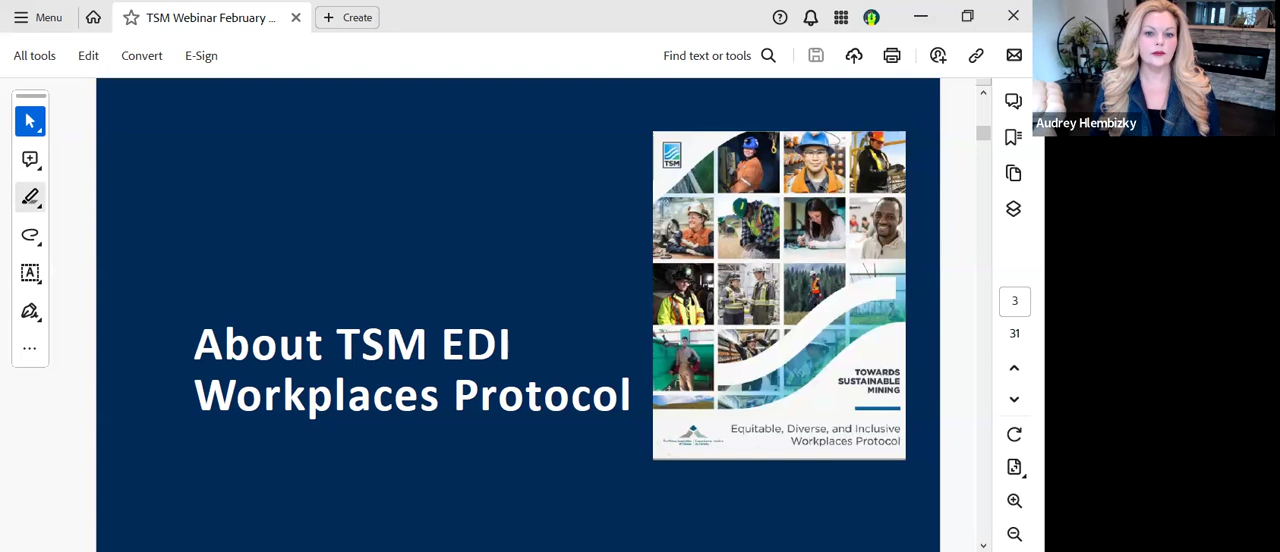 Menu
TSM Webinar February ...
Create
All tools
Edit
Convert
E-Sign
Find text or tools
Audrey Hlembizky
TSM
About TSM EDI
Workplaces Protocol
TOWARDS
SUSTAINABLE
MINING
Equitable, Diverse, and Inclusive
Workplaces Protocol
3
31